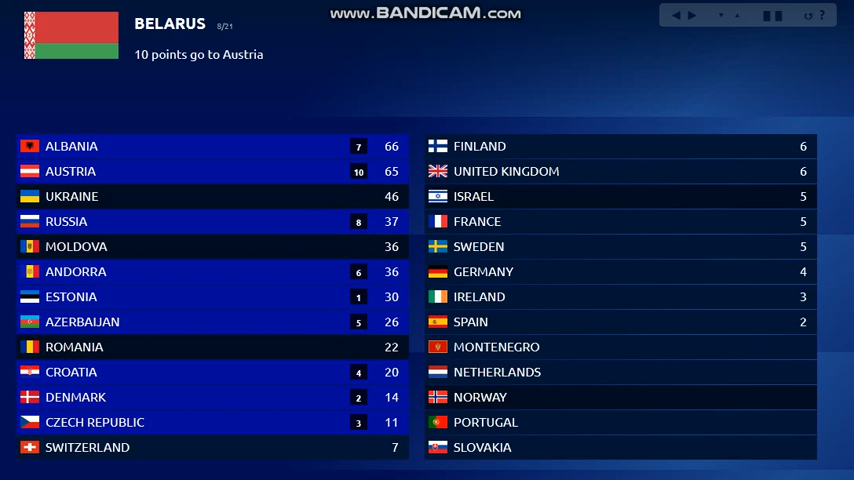 www.BANDICAM.com
BELARUS 8/21
10 points go to Austria
ALBANIA 7 66
AUSTRIA 10 65
UKRAINE 46
RUSSIA 8 37
MOLDOVA 36
ANDORRA 6 36
ESTONIA 1 30
AZERBAIJAN 5 26
ROMANIA 22
CROATIA 4 20
DENMARK 2 14
CZECH REPUBLIC 3 11
SWITZERLAND 7
FINLAND 6
UNITED KINGDOM 6
ISRAEL 5
FRANCE 5
SWEDEN 5
GERMANY 4
IRELAND 3
SPAIN 2
MONTENEGRO
NETHERLANDS
NORWAY
PORTUGAL
SLOVAKIA